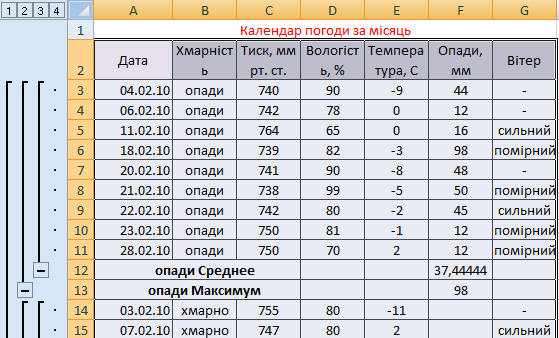 1 2 3 4 A B C D E F G
1 Календар погоди за місяць
2 Дата Хмарність Тиск, мм рт. ст. Вологість, % Температура, С Опади, мм Вітер
3 04.02.10 опади 740 90 -9 44 -
4 06.02.10 опади 742 78 0 12 -
5 11.02.10 опади 764 65 0 16 сильний
6 18.02.10 опади 739 82 -3 98 помірний
7 20.02.10 опади 741 90 -8 48 -
8 21.02.10 опади 738 99 -5 50 помірний
9 22.02.10 опади 742 80 -2 45 сильний
10 23.02.10 опади 750 81 -1 12 помірний
11 28.02.10 опади 750 70 2 12 помірний
12 опади Среднее 37,44444
13 опади Максимум 98
14 03.02.10 хмарно 755 80 -11 -
15 07.02.10 хмарно 747 80 2 сильний